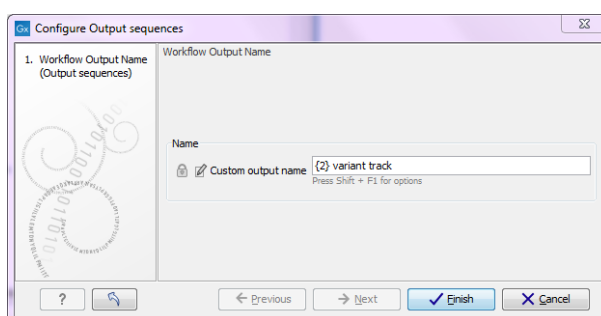 Gx Configure Output sequences
1. Workflow Output Name
(Output sequences)
Workflow Output Name
Name
Custom output name {2} variant track
Press Shift + F1 for options
?
Previous
Next
Finish
Cancel